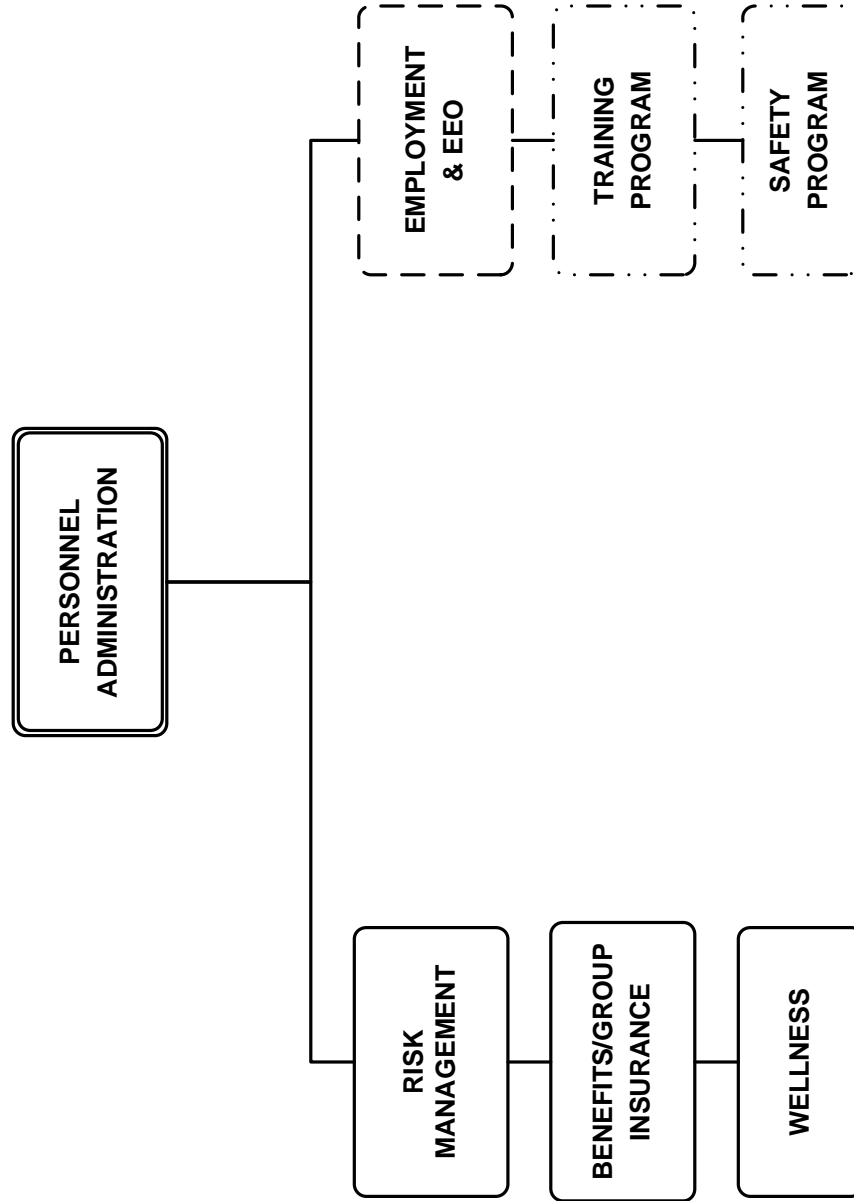 PERSONNEL
ADMINISTRATION
RISK
MANAGEMENT
BENEFITS/GROUP
INSURANCE
WELLNESS
EMPLOYMENT
& EEO
TRAINING
PROGRAM
SAFETY
PROGRAM